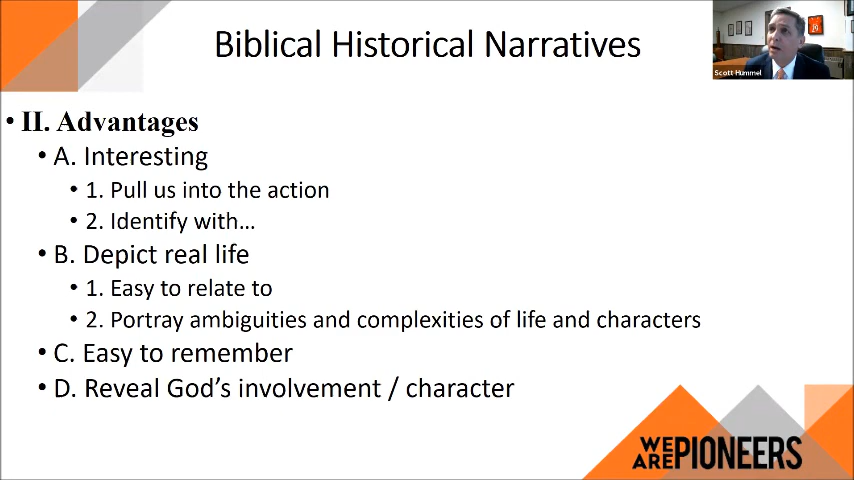 Biblical Historical Narratives
Scott Hummel
• II. Advantages
• A. Interesting
• 1. Pull us into the action
• 2. Identify with…
• B. Depict real life
• 1. Easy to relate to
• 2. Portray ambiguities and complexities of life and characters
• C. Easy to remember
• D. Reveal God’s involvement / character
WE ARE PIONEERS